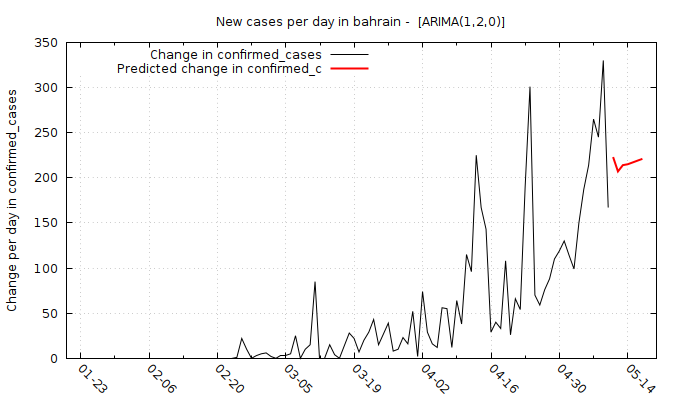 New cases per day in bahrain - [ARIMA(1,2,0)]
Change in confirmed_cases
Predicted change in confirmed_c
Change per day in confirmed_cases
350
300
250
200
150
100
50
0
01-23 02-06 02-20 03-05 03-19 04-02 04-16 04-30 05-14